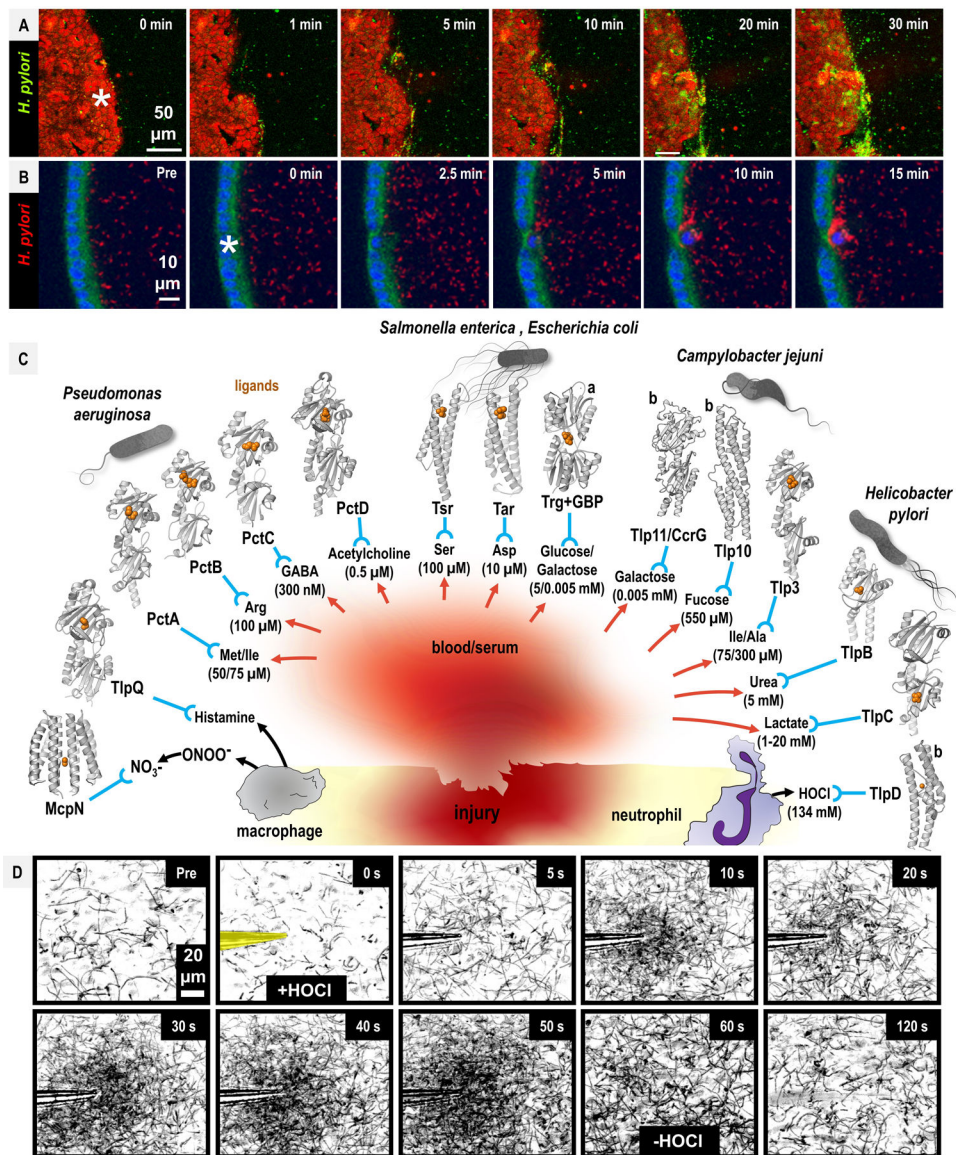 A
H. pylori
0 min
1 min
5 min
10 min
20 min
30 min
50
µm
B
H. pylori
Pre
0 min
2.5 min
5 min
10 min
15 min
10
µm
*
*
C
Salmonella enterica , Escherichia coli
Campylobacter jejuni
Pseudomonas
aeruginosa
ligands
a
b
b
Helicobacter
pylori
PctD
Tsr
Tar
Trg+GBP
PctC
Tlp11/CcrG
Tlp10
Acetylcholine
(0.5 µM)
Ser
(100 µM)
Asp
(10 µM)
Glucose/
Galactose
(5/0.005 mM)
PctB
GABA
(300 nM)
Galactose
(0.005 mM)
Tlp3
Fucose
(550 µM)
PctA
Arg
(100 µM)
Ile/Ala
(75/300 µM)
TlpB
blood/serum
Met/Ile
(50/75 µM)
Urea
(5 mM)
TlpQ
Histamine
Lactate
(1-20 mM)
TlpC
b
McpN
NO3-
ONOO-
macrophage
injury
neutrophil
HOCl
(134 mM)
TlpD
D
Pre
0 s
5 s
10 s
20 s
20
µm
+HOCl
30 s
40 s
50 s
60 s
120 s
-HOCl